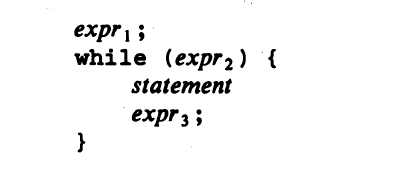 expr₁;
while (expr₂) {
statement
expr₃;
}